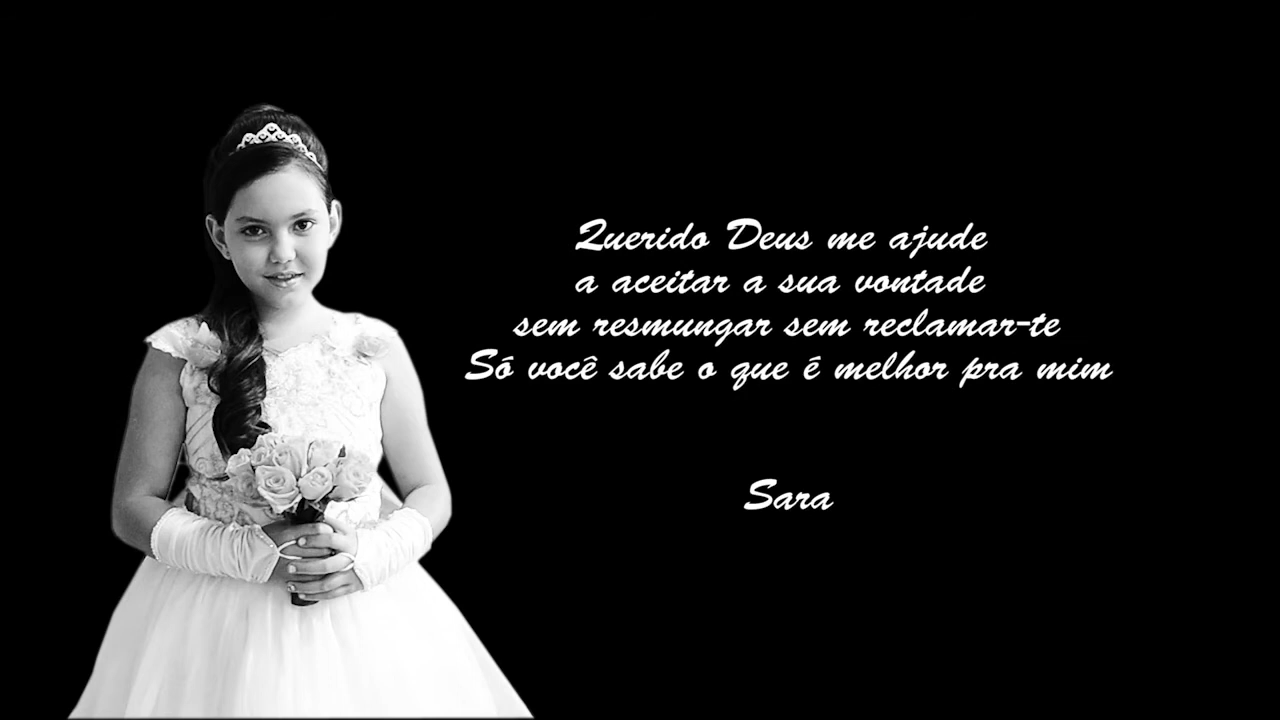 Querido Deus me ajude
a aceitar a sua vontade
sem resmungar sem reclamar-te
Só você sabe o que é melhor pra mim
Sara